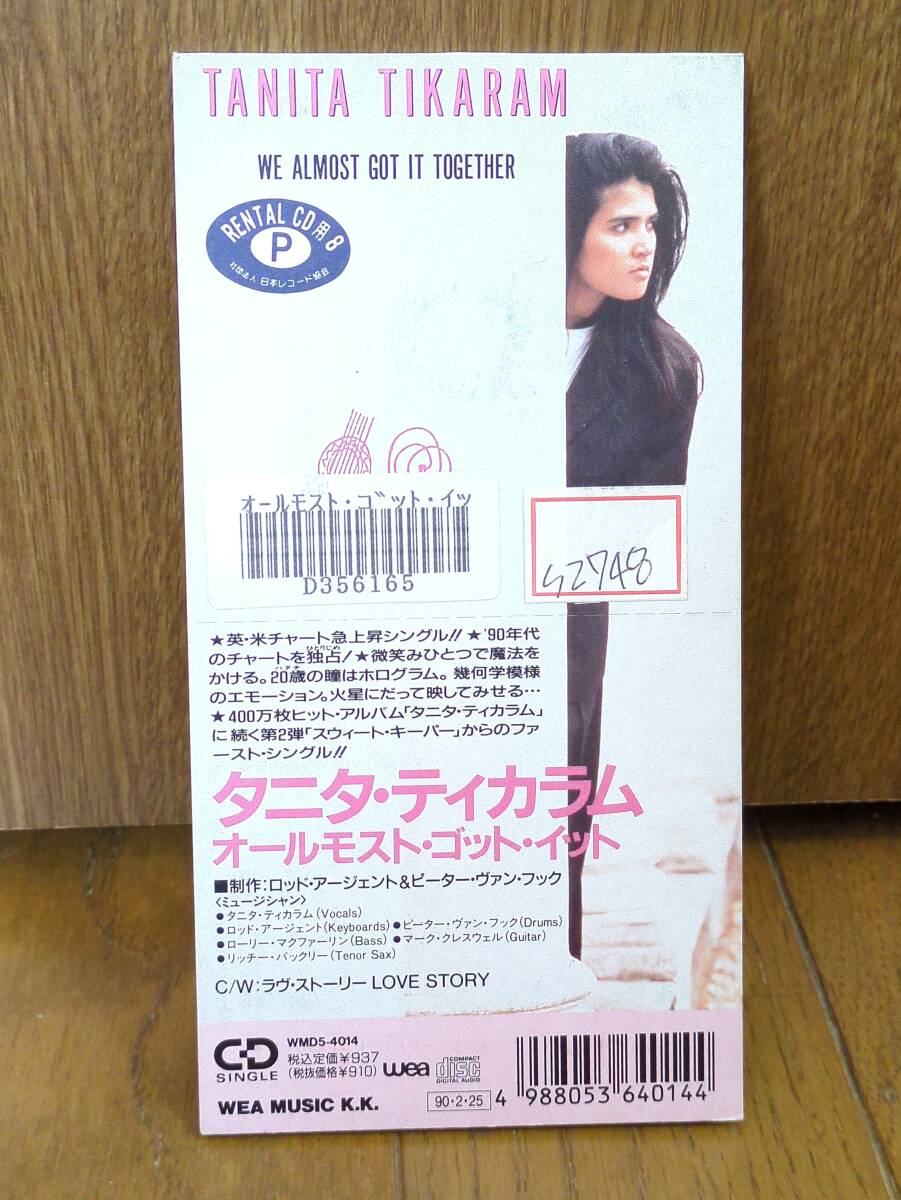 TANITA TIKARAM
WE ALMOST GOT IT TOGETHER
RENTAL CD用 8
P
社団法人 日本レコード協会
オールモスト・ゴット・イッ
D356165
S2748
★英・米チャート急上昇シングル!! ★'90年代
のチャートを独占! ★微笑みひとつで魔法を
ひとりじめ
かける。20歳の瞳はホログラム。幾何学模様
ハタチ
のエモーション。火星にだって映してみせる…
★400万枚ヒット・アルバム「タニタ・ティカラム」
に続く第2弾「スウィート・キーパー」からのファ
ースト・シングル!!
タニタ・ティカラム
オールモスト・ゴット・イット
■制作:ロッド・アージェント&ピーター・ヴァン・フック
〈ミュージシャン〉
●タニタ・ティカラム(Vocals)
●ロッド・アージェント(Keyboards) ●ピーター・ヴァン・フック(Drums)
●ローリー・マクファーリン(Bass) ●マーク・クレスウェル(Guitar)
●リッチー・バックリー(Tenor Sax)
C/W:ラヴ・ストーリー LOVE STORY
CD SINGLE
WMD5-4014
税込定価¥937
(税抜価格¥910)
wea
COMPACT disc DIGITAL AUDIO
WEA MUSIC K.K.
90・2・25
4 988053 640144